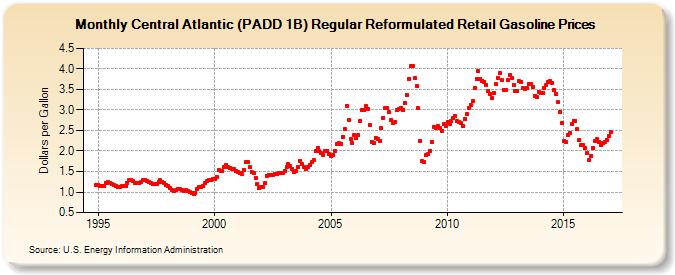 Monthly Central Atlantic (PADD 1B) Regular Reformulated Retail Gasoline Prices
Dollars per Gallon
4.5
4.0
3.5
3.0
2.5
2.0
1.5
1.0
0.5
1995 2000 2005 2010 2015
Source: U.S. Energy Information Administration